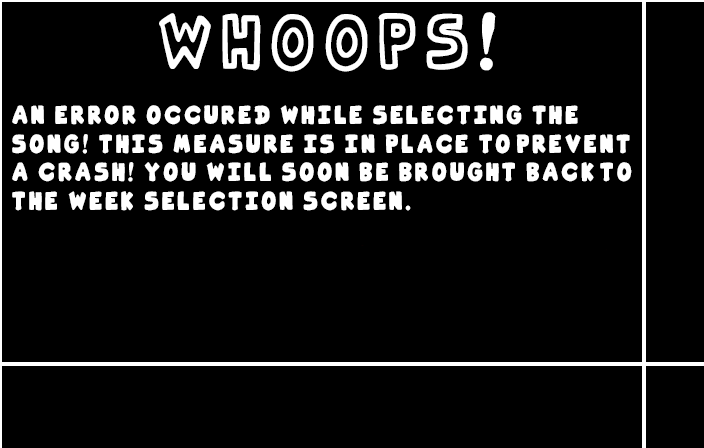 WHOOPS!
AN ERROR OCCURED WHILE SELECTING THE
SONG! THIS MEASURE IS IN PLACE TO PREVENT
A CRASH! YOU WILL SOON BE BROUGHT BACK TO
THE WEEK SELECTION SCREEN.